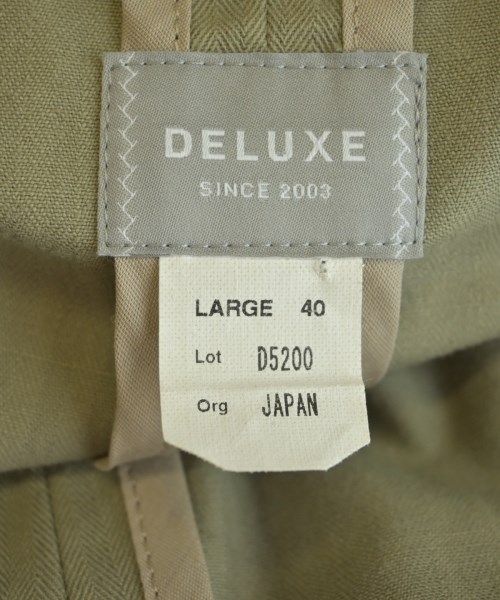 DELUXE
SINCE 2003
LARGE 40
Lot D5200
Org JAPAN